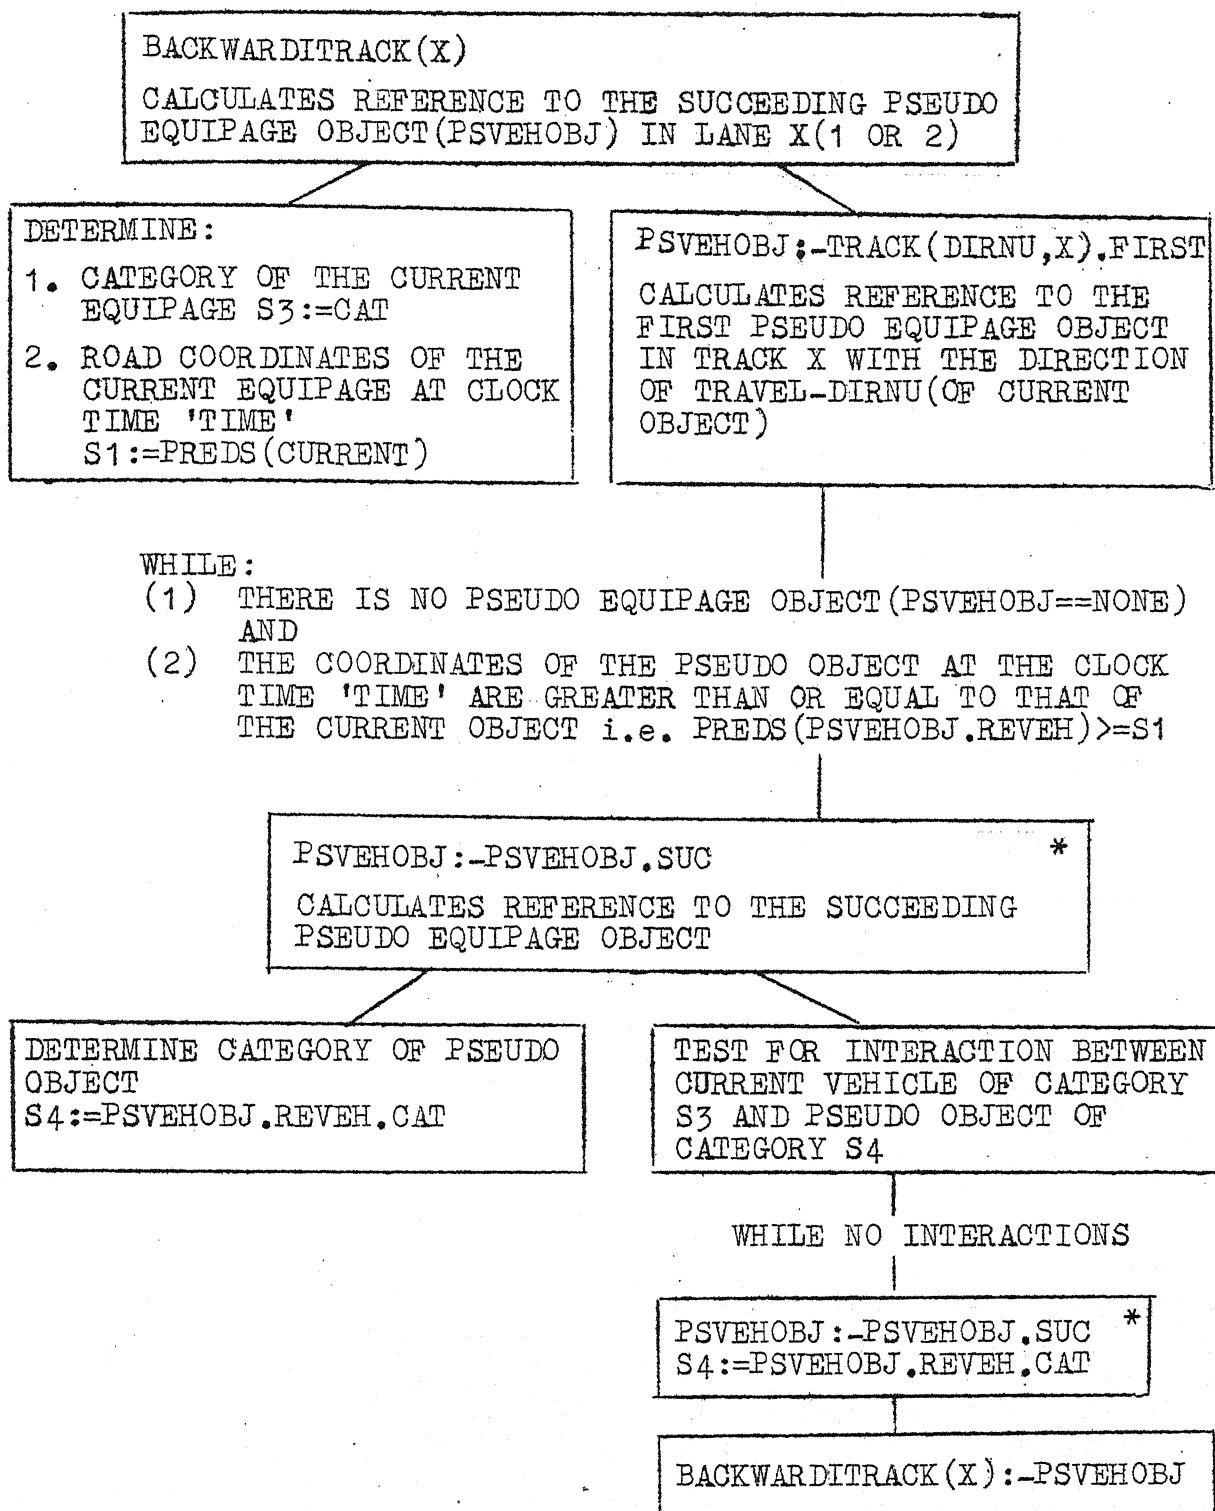 BACKWARDITRACK(X)
CALCULATES REFERENCE TO THE SUCCEEDING PSEUDO
EQUIPAGE OBJECT(PSVEHOBJ) IN LANE X(1 OR 2)
DETERMINE:
1. CATEGORY OF THE CURRENT
EQUIPAGE S3:=CAT
2. ROAD COORDINATES OF THE
CURRENT EQUIPAGE AT CLOCK
TIME 'TIME'
S1:=PREDS(CURRENT)
PSVEHOBJ:-TRACK(DIRNU,X).FIRST
CALCULATES REFERENCE TO THE
FIRST PSEUDO EQUIPAGE OBJECT
IN TRACK X WITH THE DIRECTION
OF TRAVEL-DIRNU(OF CURRENT
OBJECT)
WHILE:
(1) THERE IS NO PSEUDO EQUIPAGE OBJECT(PSVEHOBJ==NONE)
AND
(2) THE COORDINATES OF THE PSEUDO OBJECT AT THE CLOCK
TIME 'TIME' ARE GREATER THAN OR EQUAL TO THAT OF
THE CURRENT OBJECT i.e. PREDS(PSVEHOBJ.REVEH)>=S1
PSVEHOBJ:-PSVEHOBJ.SUC *
CALCULATES REFERENCE TO THE SUCCEEDING
PSEUDO EQUIPAGE OBJECT
DETERMINE CATEGORY OF PSEUDO
OBJECT
S4:=PSVEHOBJ.REVEH.CAT
TEST FOR INTERACTION BETWEEN
CURRENT VEHICLE OF CATEGORY
S3 AND PSEUDO OBJECT OF
CATEGORY S4
WHILE NO INTERACTIONS
PSVEHOBJ:-PSVEHOBJ.SUC *
S4:=PSVEHOBJ.REVEH.CAT
BACKWARDITRACK(X):-PSVEHOBJ